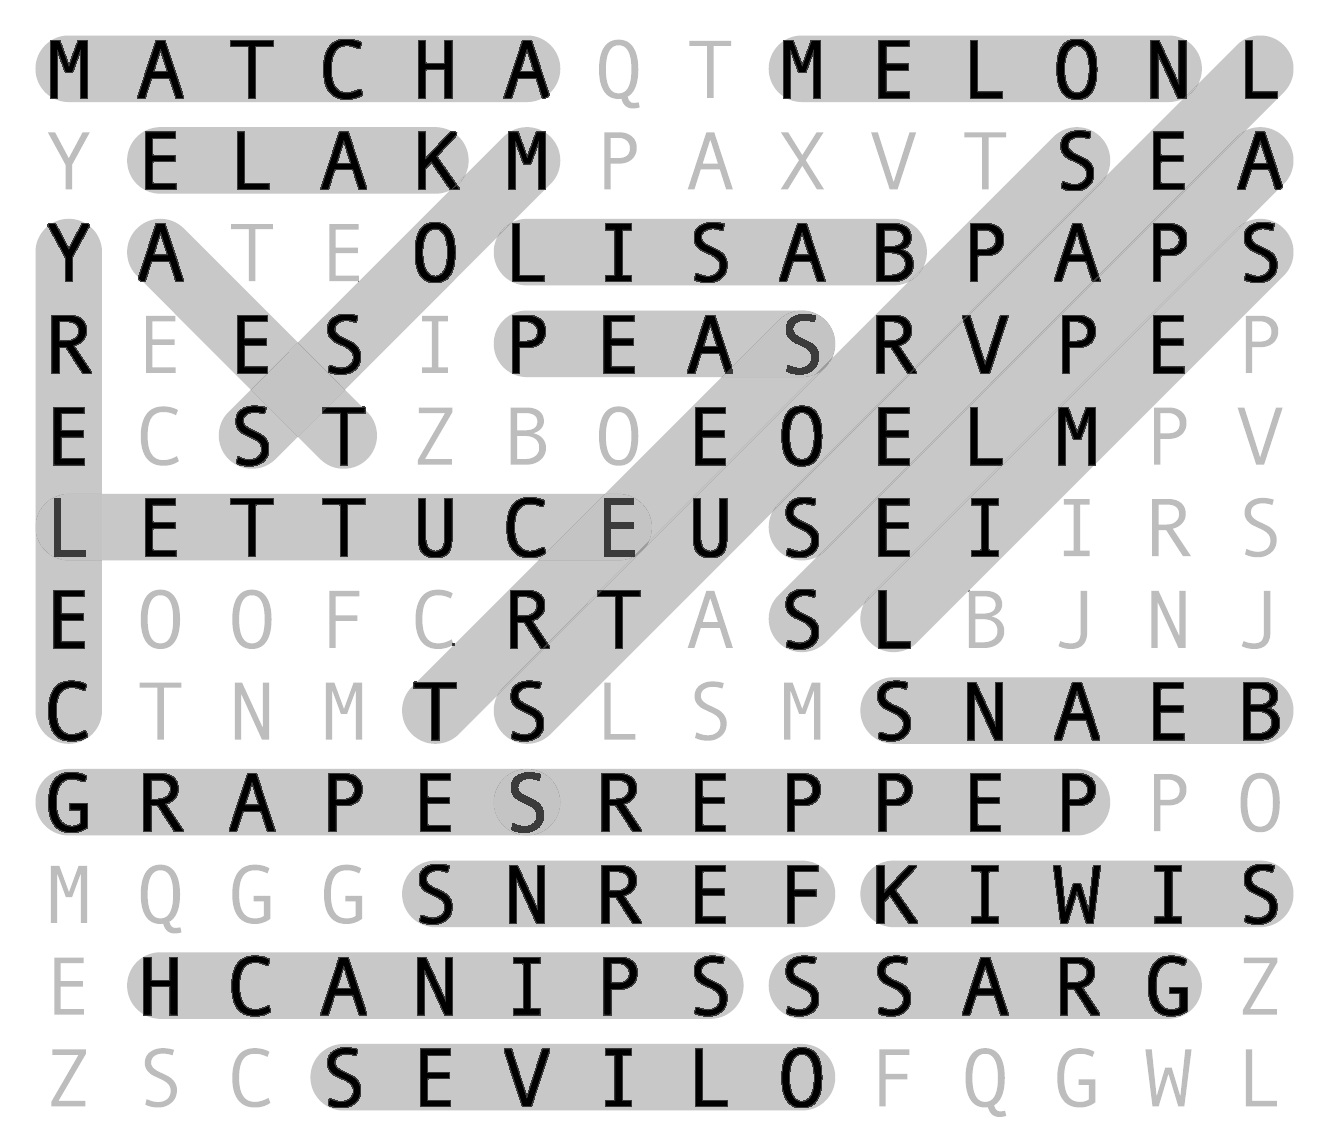 M A T C H A Q T M E L O N L
Y E L A K M P A X V T S E A
Y A T E O L I S A B P A P S
R E E S I P E A S R V P E P
E C S T Z B O E O E L M P V
L E T T U C E U S E I I R S
E O O F C R T A S L B J N J
C T N M T S L S M S N A E B
G R A P E S R E P P E P P O
M Q G G S N R E F K I W I S
E H C A N I P S S S A R G Z
Z S C S E V I L O F Q G W L